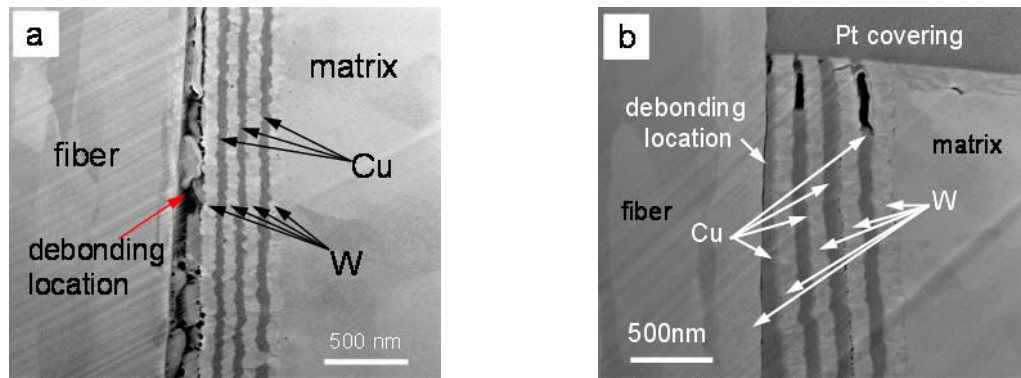 a
matrix
Cu
fiber
debonding
location
W
500 nm
b
Pt covering
debonding
location
matrix
fiber
W
Cu
500nm